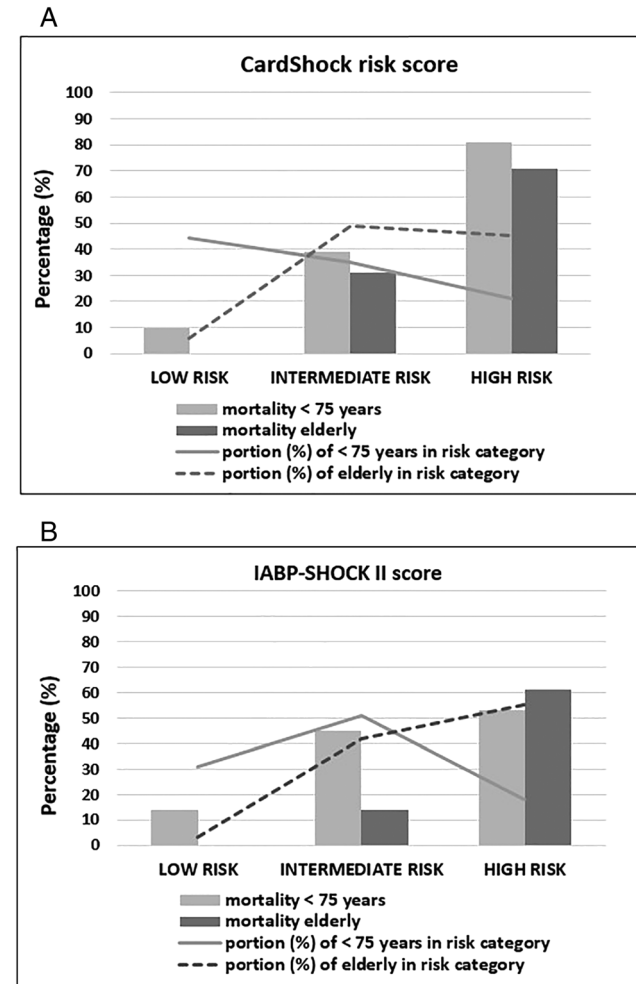 A
CardShock risk score
Percentage (%)
100
90
80
70
60
50
40
30
20
10
0
LOW RISK INTERMEDIATE RISK HIGH RISK
mortality < 75 years
mortality elderly
portion (%) of < 75 years in risk category
portion (%) of elderly in risk category
B
IABP-SHOCK II score
Percentage (%)
100
90
80
70
60
50
40
30
20
10
0
LOW RISK INTERMEDIATE RISK HIGH RISK
mortality < 75 years
mortality elderly
portion (%) of < 75 years in risk category
portion (%) of elderly in risk category